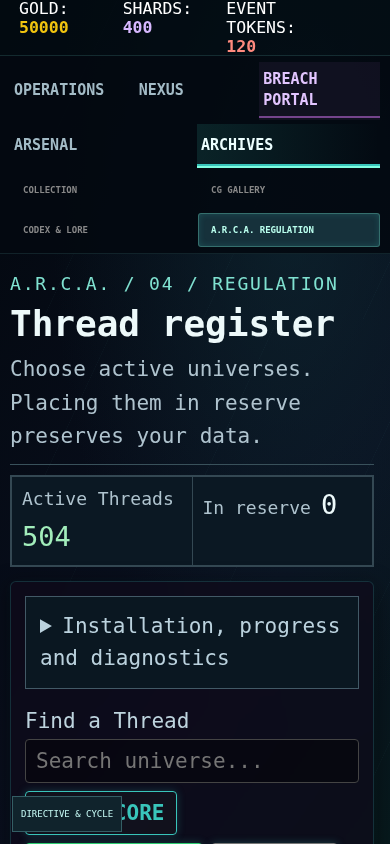 GOLD: SHARDS: EVENT
50000 400 TOKENS:
120
OPERATIONS NEXUS BREACH
PORTAL
ARSENAL ARCHIVES
COLLECTION CG GALLERY
CODEX & LORE A.R.C.A. REGULATION
A.R.C.A. / 04 / REGULATION
Thread register
Choose active universes.
Placing them in reserve
preserves your data.
Active Threads In reserve 0
504
▶ Installation, progress
and diagnostics
Find a Thread
Search universe...
DIRECTIVE & CYCLE CORE